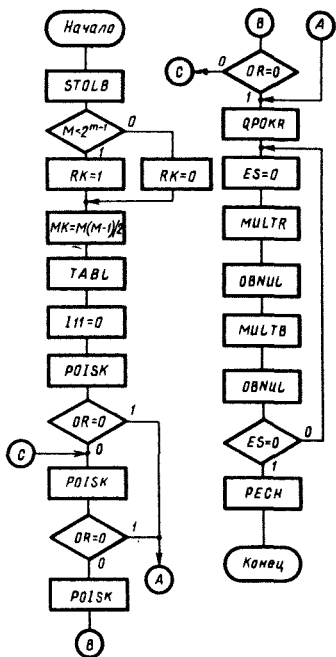 Начало
STOLB
M<2^m-1
0
1
RK=1
RK=0
MK=M(M-1)/2
TABL
I11=0
POISK
OR=0
1
0
C
POISK
OR=0
1
0
A
POISK
B
B
A
0
C
OR=0
1
QPOKR
ES=0
MULTR
OBNUL
MULTB
OBNUL
ES=0
0
1
PECH
Конец